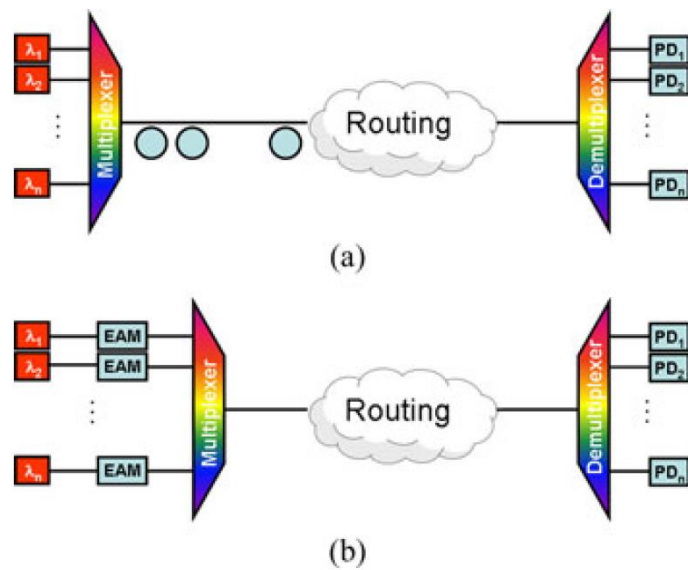 λ1 PD1
λ2 PD2
Multiplexer Routing Demultiplexer
λn PDn
(a)
λ1 EAM PD1
λ2 EAM PD2
Multiplexer Routing Demultiplexer
λn EAM PDn
(b)